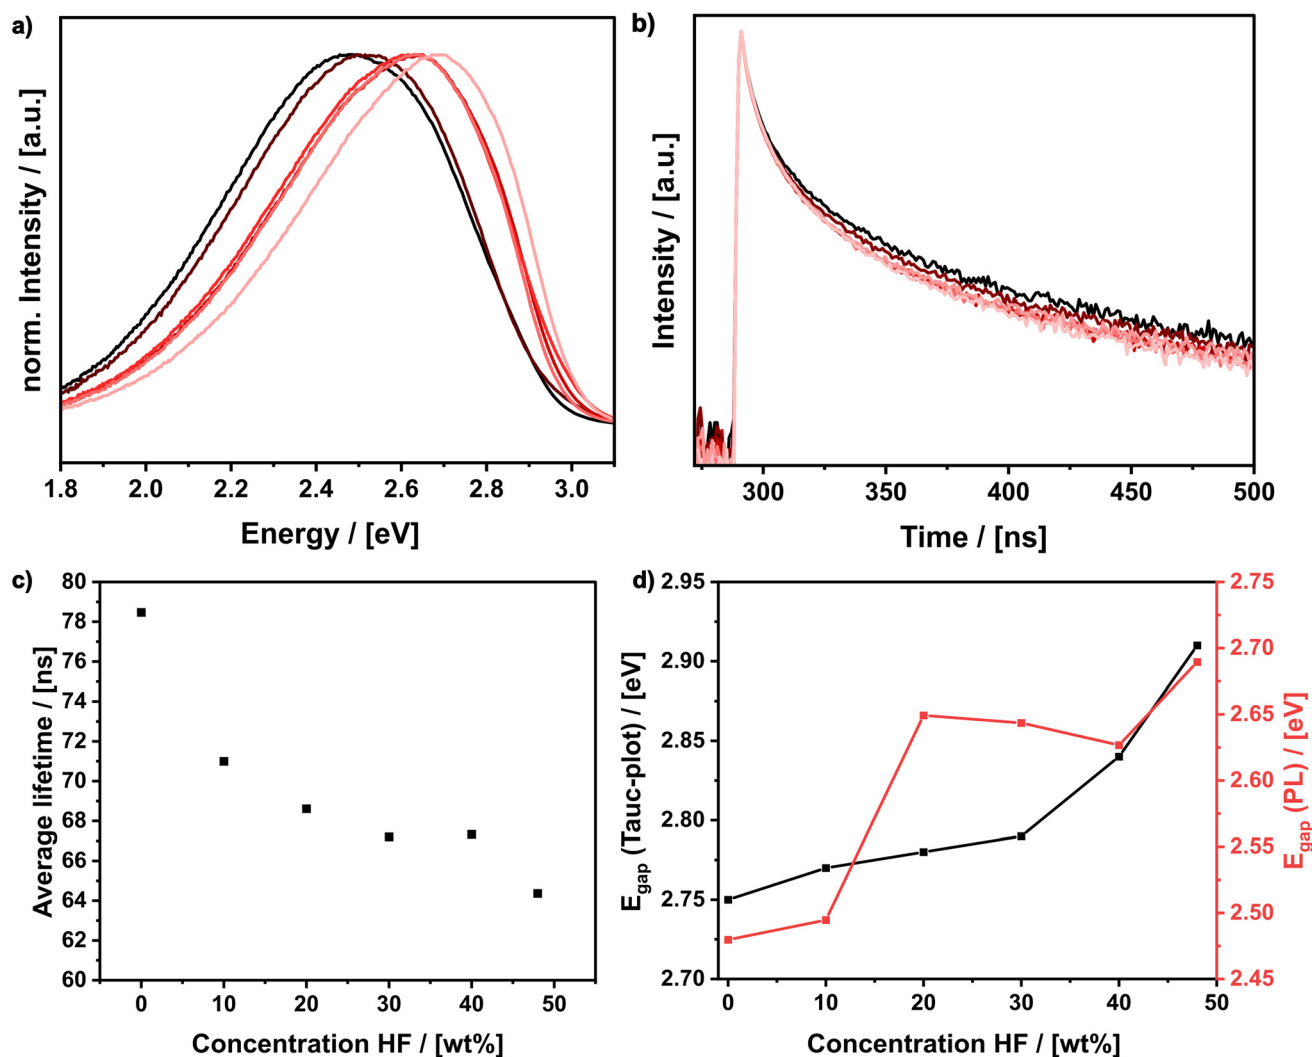 a)
norm. Intensity / [a.u.]
1.8 2.0 2.2 2.4 2.6 2.8 3.0
Energy / [eV]
b)
Intensity / [a.u.]
300 350 400 450 500
Time / [ns]
c)
Average lifetime / [ns]
80
78
76
74
72
70
68
66
64
62
60
0 10 20 30 40 50
Concentration HF / [wt%]
d)
E_gap (Tauc-plot) / [eV]
2.95
2.90
2.85
2.80
2.75
2.70
0 10 20 30 40 50
Concentration HF / [wt%]
2.75
2.70
2.65
2.60
2.55
2.50
2.45
E_gap (PL) / [eV]